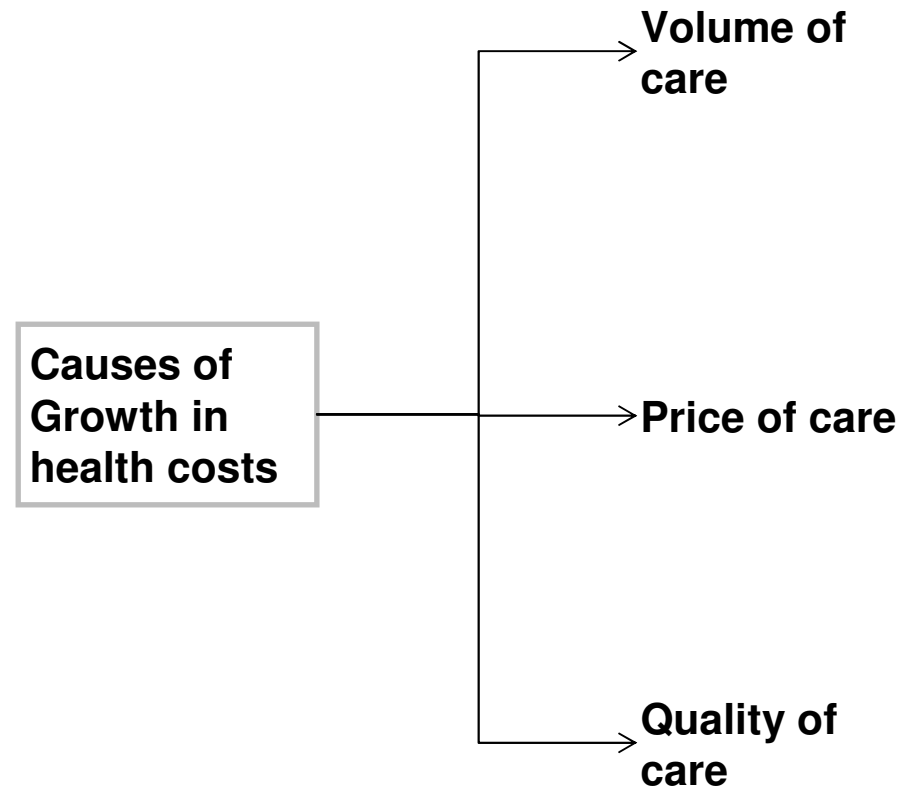 Volume of
care
Causes of
Growth in
health costs
Price of care
Quality of
care